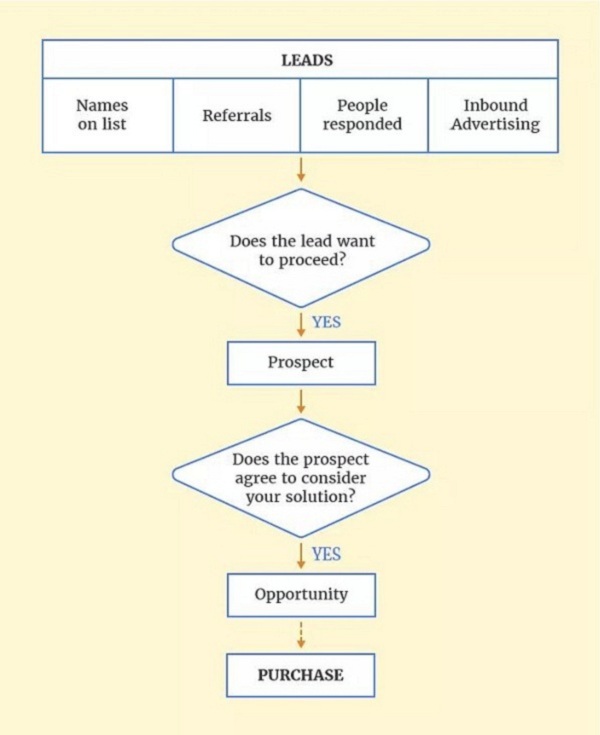 LEADS
Names
on list
Referrals
People
responded
Inbound
Advertising
Does the lead want
to proceed?
YES
Prospect
Does the prospect
agree to consider
your solution?
YES
Opportunity
PURCHASE